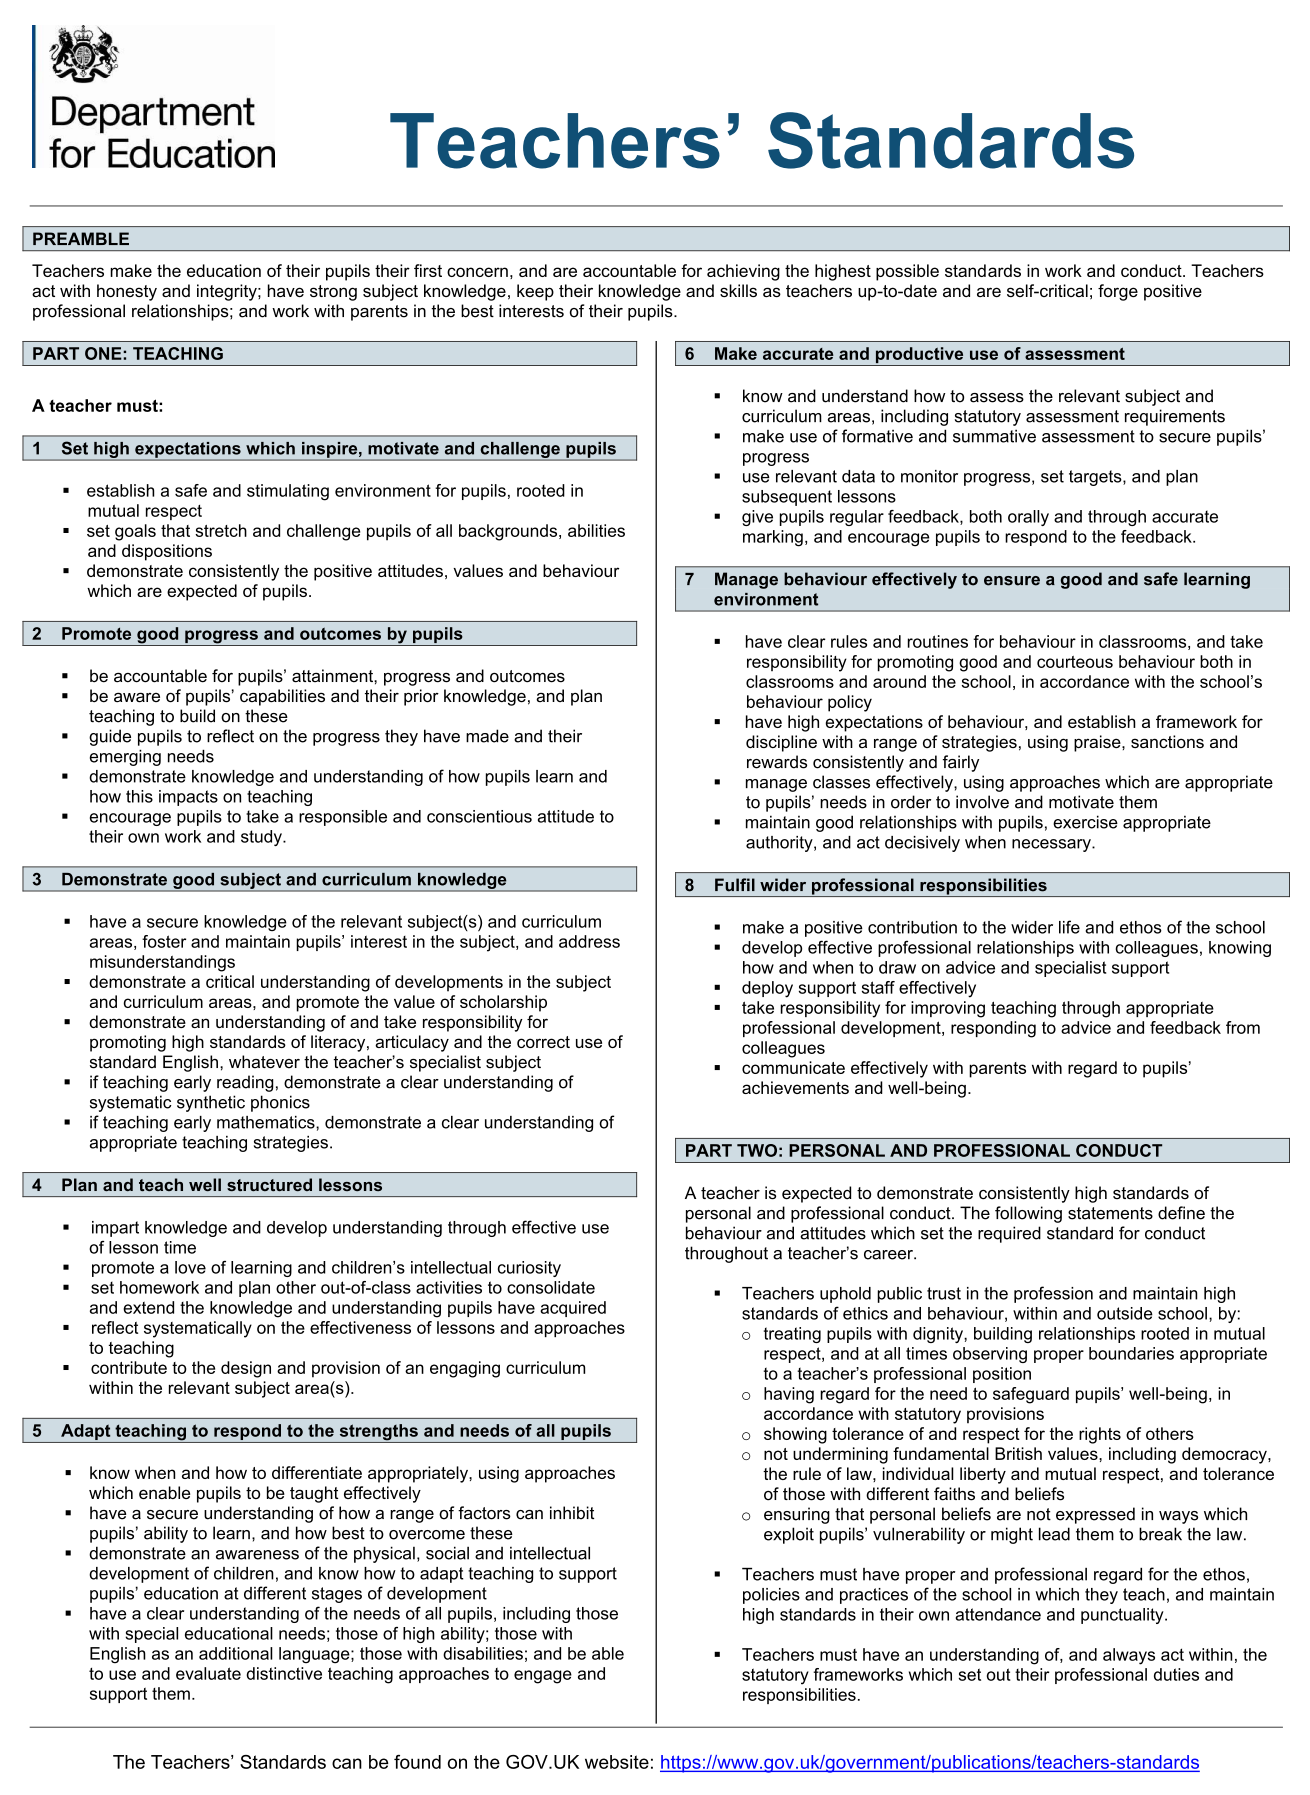 Department
for Education
Teachers’ Standards
PREAMBLE
Teachers make the education of their pupils their first concern, and are accountable for achieving the highest possible standards in work and conduct. Teachers
act with honesty and integrity; have strong subject knowledge, keep their knowledge and skills as teachers up-to-date and are self-critical; forge positive
professional relationships; and work with parents in the best interests of their pupils.
PART ONE: TEACHING
A teacher must:
1 Set high expectations which inspire, motivate and challenge pupils
▪ establish a safe and stimulating environment for pupils, rooted in
mutual respect
▪ set goals that stretch and challenge pupils of all backgrounds, abilities
and dispositions
▪ demonstrate consistently the positive attitudes, values and behaviour
which are expected of pupils.
2 Promote good progress and outcomes by pupils
▪ be accountable for pupils’ attainment, progress and outcomes
▪ be aware of pupils’ capabilities and their prior knowledge, and plan
teaching to build on these
▪ guide pupils to reflect on the progress they have made and their
emerging needs
▪ demonstrate knowledge and understanding of how pupils learn and
how this impacts on teaching
▪ encourage pupils to take a responsible and conscientious attitude to
their own work and study.
3 Demonstrate good subject and curriculum knowledge
▪ have a secure knowledge of the relevant subject(s) and curriculum
areas, foster and maintain pupils’ interest in the subject, and address
misunderstandings
▪ demonstrate a critical understanding of developments in the subject
and curriculum areas, and promote the value of scholarship
▪ demonstrate an understanding of and take responsibility for
promoting high standards of literacy, articulacy and the correct use of
standard English, whatever the teacher’s specialist subject
▪ if teaching early reading, demonstrate a clear understanding of
systematic synthetic phonics
▪ if teaching early mathematics, demonstrate a clear understanding of
appropriate teaching strategies.
4 Plan and teach well structured lessons
▪ impart knowledge and develop understanding through effective use
of lesson time
▪ promote a love of learning and children’s intellectual curiosity
▪ set homework and plan other out-of-class activities to consolidate
and extend the knowledge and understanding pupils have acquired
▪ reflect systematically on the effectiveness of lessons and approaches
to teaching
▪ contribute to the design and provision of an engaging curriculum
within the relevant subject area(s).
5 Adapt teaching to respond to the strengths and needs of all pupils
▪ know when and how to differentiate appropriately, using approaches
which enable pupils to be taught effectively
▪ have a secure understanding of how a range of factors can inhibit
pupils’ ability to learn, and how best to overcome these
▪ demonstrate an awareness of the physical, social and intellectual
development of children, and know how to adapt teaching to support
pupils’ education at different stages of development
▪ have a clear understanding of the needs of all pupils, including those
with special educational needs; those of high ability; those with
English as an additional language; those with disabilities; and be able
to use and evaluate distinctive teaching approaches to engage and
support them.
6 Make accurate and productive use of assessment
▪ know and understand how to assess the relevant subject and
curriculum areas, including statutory assessment requirements
▪ make use of formative and summative assessment to secure pupils’
progress
▪ use relevant data to monitor progress, set targets, and plan
subsequent lessons
▪ give pupils regular feedback, both orally and through accurate
marking, and encourage pupils to respond to the feedback.
7 Manage behaviour effectively to ensure a good and safe learning
environment
▪ have clear rules and routines for behaviour in classrooms, and take
responsibility for promoting good and courteous behaviour both in
classrooms and around the school, in accordance with the school’s
behaviour policy
▪ have high expectations of behaviour, and establish a framework for
discipline with a range of strategies, using praise, sanctions and
rewards consistently and fairly
▪ manage classes effectively, using approaches which are appropriate
to pupils’ needs in order to involve and motivate them
▪ maintain good relationships with pupils, exercise appropriate
authority, and act decisively when necessary.
8 Fulfil wider professional responsibilities
▪ make a positive contribution to the wider life and ethos of the school
▪ develop effective professional relationships with colleagues, knowing
how and when to draw on advice and specialist support
▪ deploy support staff effectively
▪ take responsibility for improving teaching through appropriate
professional development, responding to advice and feedback from
colleagues
▪ communicate effectively with parents with regard to pupils’
achievements and well-being.
PART TWO: PERSONAL AND PROFESSIONAL CONDUCT
A teacher is expected to demonstrate consistently high standards of
personal and professional conduct. The following statements define the
behaviour and attitudes which set the required standard for conduct
throughout a teacher’s career.
▪ Teachers uphold public trust in the profession and maintain high
standards of ethics and behaviour, within and outside school, by:
o treating pupils with dignity, building relationships rooted in mutual
respect, and at all times observing proper boundaries appropriate
to a teacher’s professional position
o having regard for the need to safeguard pupils’ well-being, in
accordance with statutory provisions
o showing tolerance of and respect for the rights of others
o not undermining fundamental British values, including democracy,
the rule of law, individual liberty and mutual respect, and tolerance
of those with different faiths and beliefs
o ensuring that personal beliefs are not expressed in ways which
exploit pupils’ vulnerability or might lead them to break the law.
▪ Teachers must have proper and professional regard for the ethos,
policies and practices of the school in which they teach, and maintain
high standards in their own attendance and punctuality.
▪ Teachers must have an understanding of, and always act within, the
statutory frameworks which set out their professional duties and
responsibilities.
The Teachers’ Standards can be found on the GOV.UK website: https://www.gov.uk/government/publications/teachers-standards